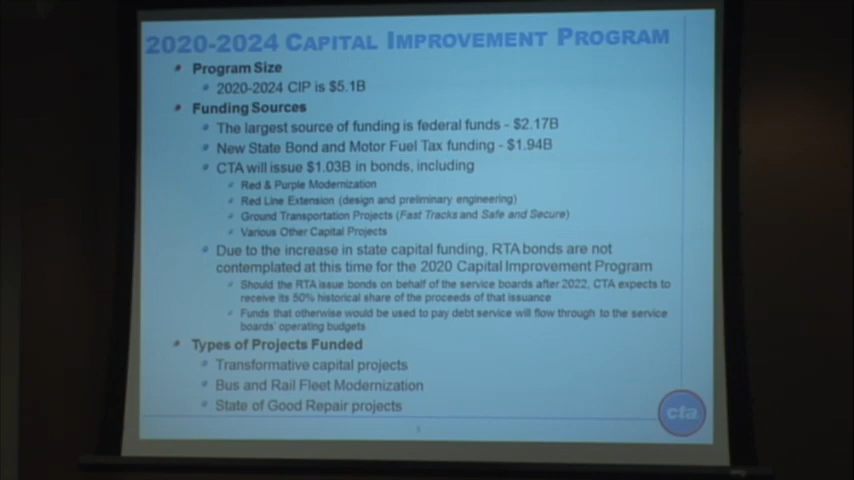 2020-2024 CAPITAL IMPROVEMENT PROGRAM
Program Size
2020-2024 CIP is $5.1B
Funding Sources
The largest source of funding is federal funds - $2.17B
New State Bond and Motor Fuel Tax funding - $1.94B
CTA will issue $1.03B in bonds, including
Red & Purple Modernization
Red Line Extension (design and preliminary engineering)
Ground Transportation Projects (Fast Tracks and Safe and Secure)
Various Other Capital Projects
Due to the increase in state capital funding, RTA bonds are not
contemplated at this time for the 2020 Capital Improvement Program
Should the RTA issue bonds on behalf of the service boards after 2022, CTA expects to
receive its 50% historical share of the proceeds of that issuance
Funds that otherwise would be used to pay debt service will flow through to the service
boards' operating budgets
Types of Projects Funded
Transformative capital projects
Bus and Rail Fleet Modernization
State of Good Repair projects
cta